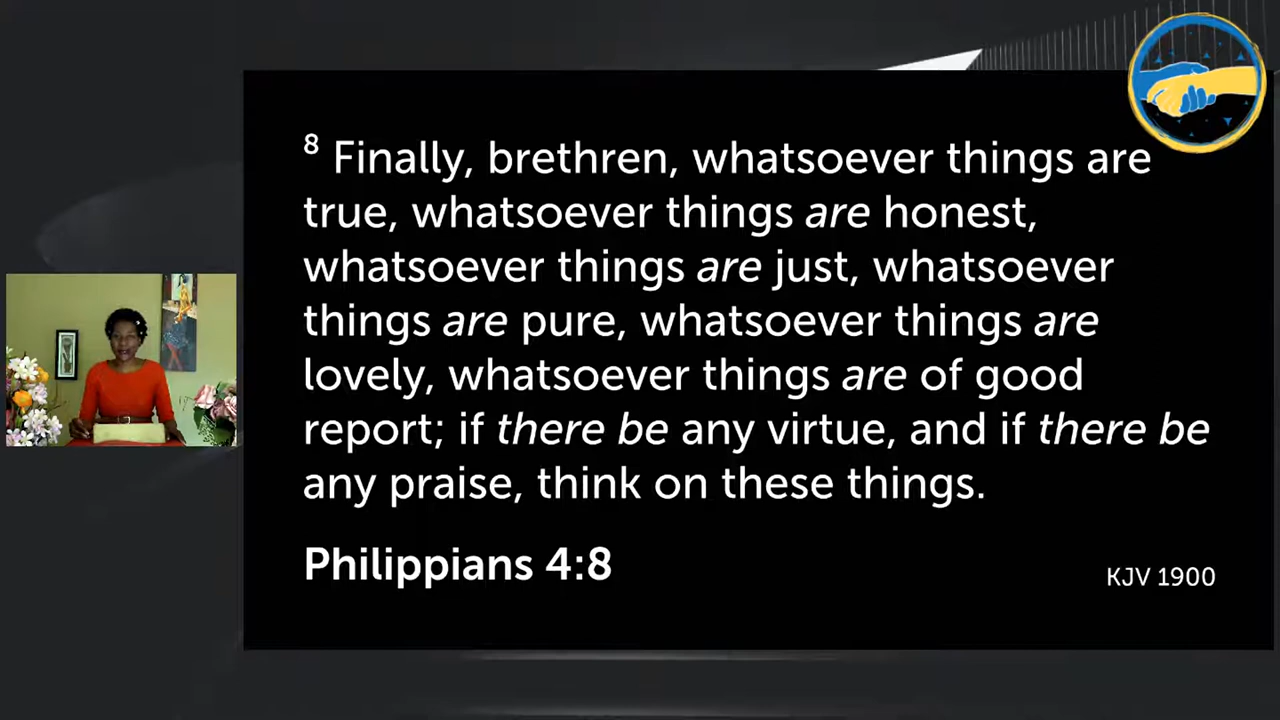 8 Finally, brethren, whatsoever things are
true, whatsoever things are honest,
whatsoever things are just, whatsoever
things are pure, whatsoever things are
lovely, whatsoever things are of good
report; if there be any virtue, and if there be
any praise, think on these things.
Philippians 4:8
KJV 1900